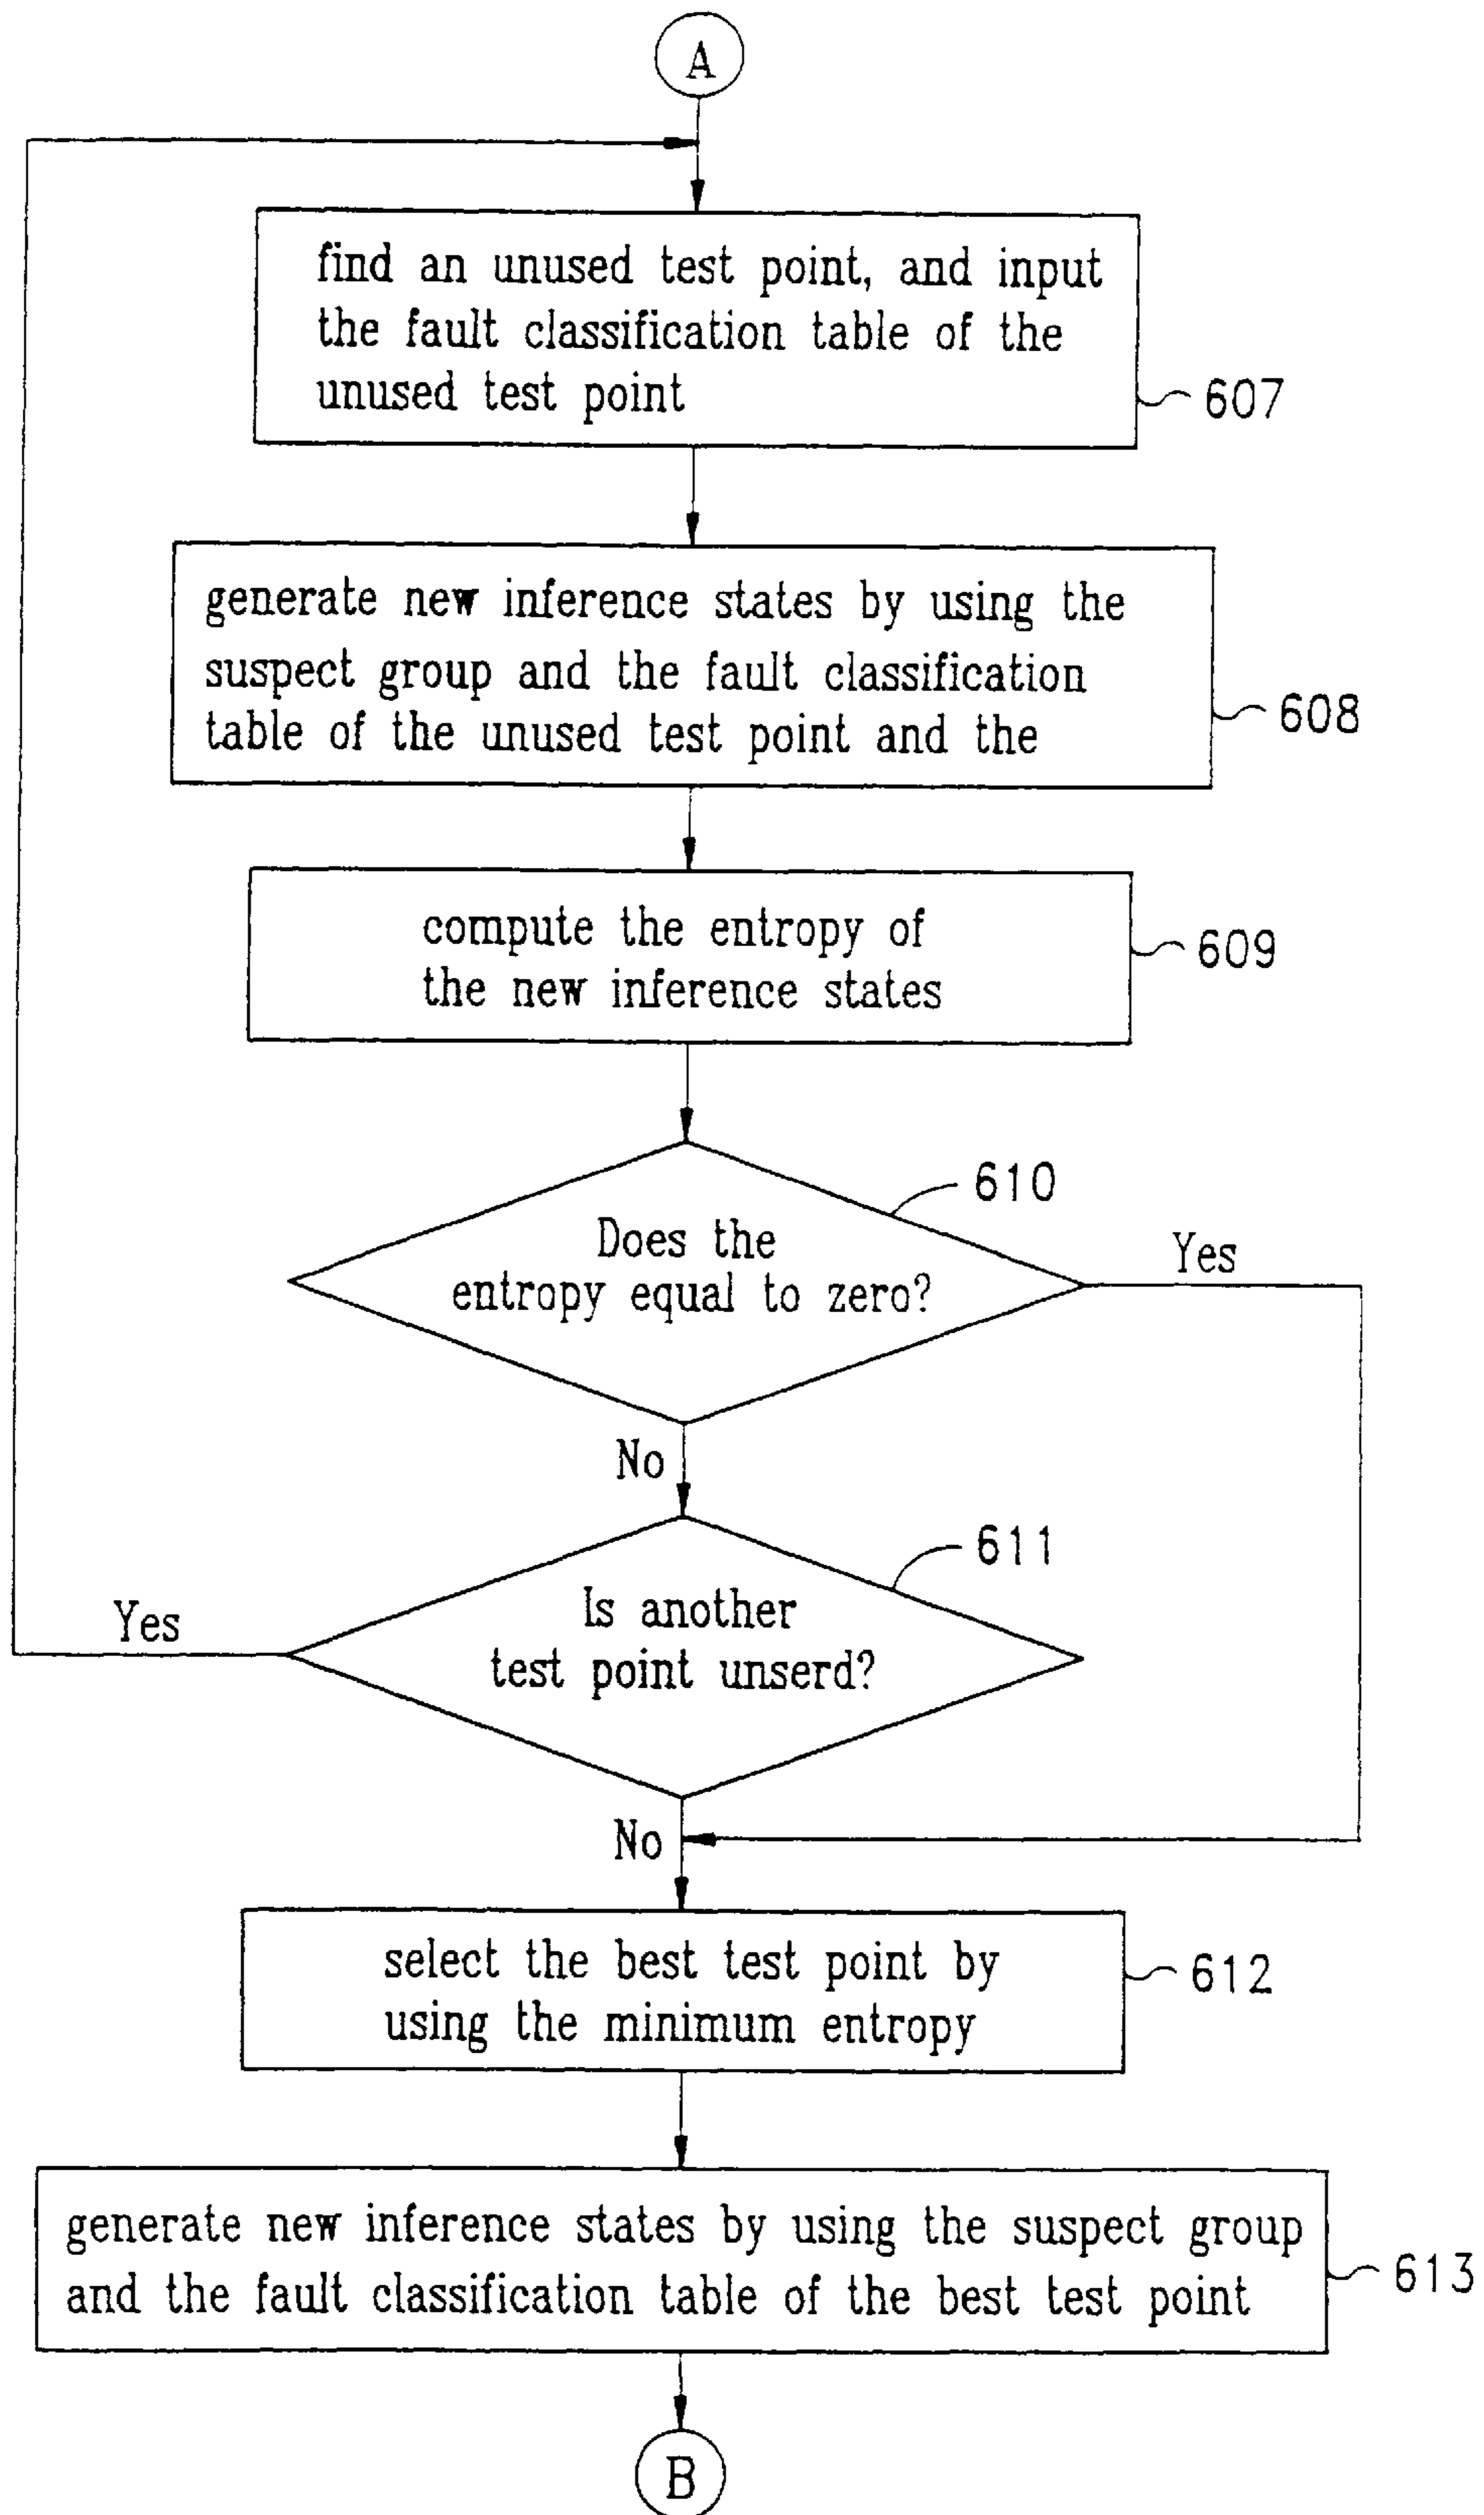 A
find an unused test point, and input
the fault classification table of the
unused test point
607
generate new inference states by using the
suspect group and the fault classification
table of the unused test point and the
608
compute the entropy of
the new inference states
609
610
Does the
entropy equal to zero?
Yes
No
611
Is another
test point unserd?
Yes
No
select the best test point by
using the minimum entropy
612
generate new inference states by using the suspect group
and the fault classification table of the best test point
613
B